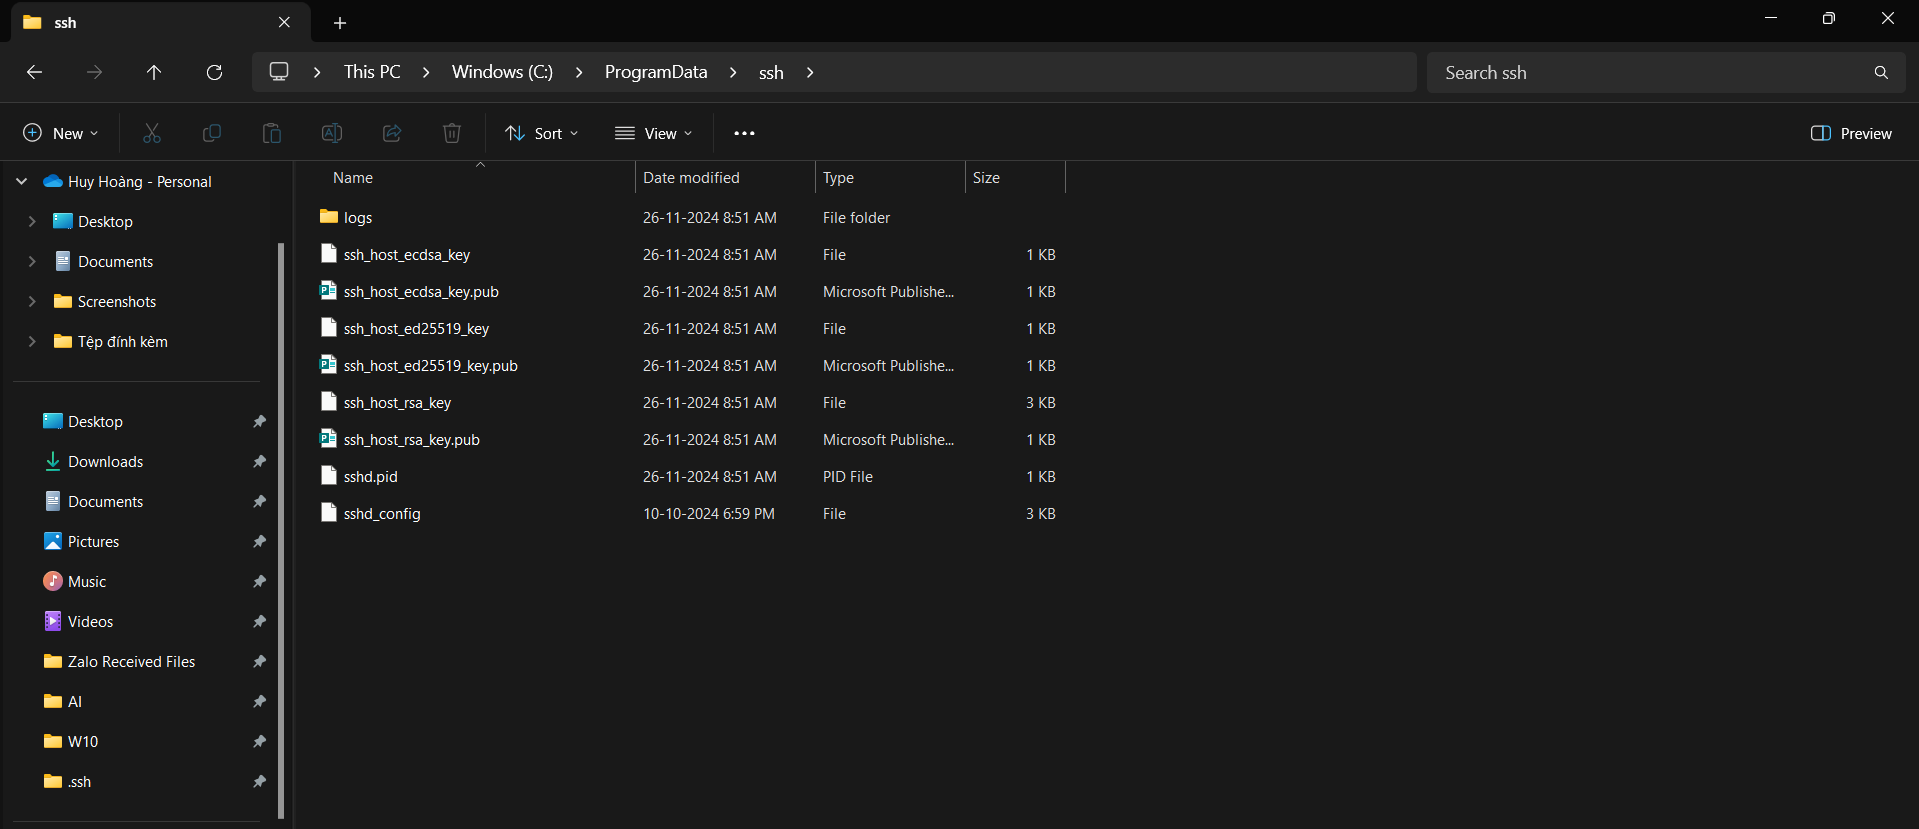 ssh
This PC > Windows (C:) > ProgramData > ssh >
Search ssh
New
Sort
View
Preview
Huy Hoàng - Personal
Desktop
Documents
Screenshots
Tệp đính kèm
Desktop
Downloads
Documents
Pictures
Music
Videos
Zalo Received Files
AI
W10
.ssh
Name Date modified Type Size
logs 26-11-2024 8:51 AM File folder
ssh_host_ecdsa_key 26-11-2024 8:51 AM File 1 KB
ssh_host_ecdsa_key.pub 26-11-2024 8:51 AM Microsoft Publishe... 1 KB
ssh_host_ed25519_key 26-11-2024 8:51 AM File 1 KB
ssh_host_ed25519_key.pub 26-11-2024 8:51 AM Microsoft Publishe... 1 KB
ssh_host_rsa_key 26-11-2024 8:51 AM File 3 KB
ssh_host_rsa_key.pub 26-11-2024 8:51 AM Microsoft Publishe... 1 KB
sshd.pid 26-11-2024 8:51 AM PID File 1 KB
sshd_config 10-10-2024 6:59 PM File 3 KB